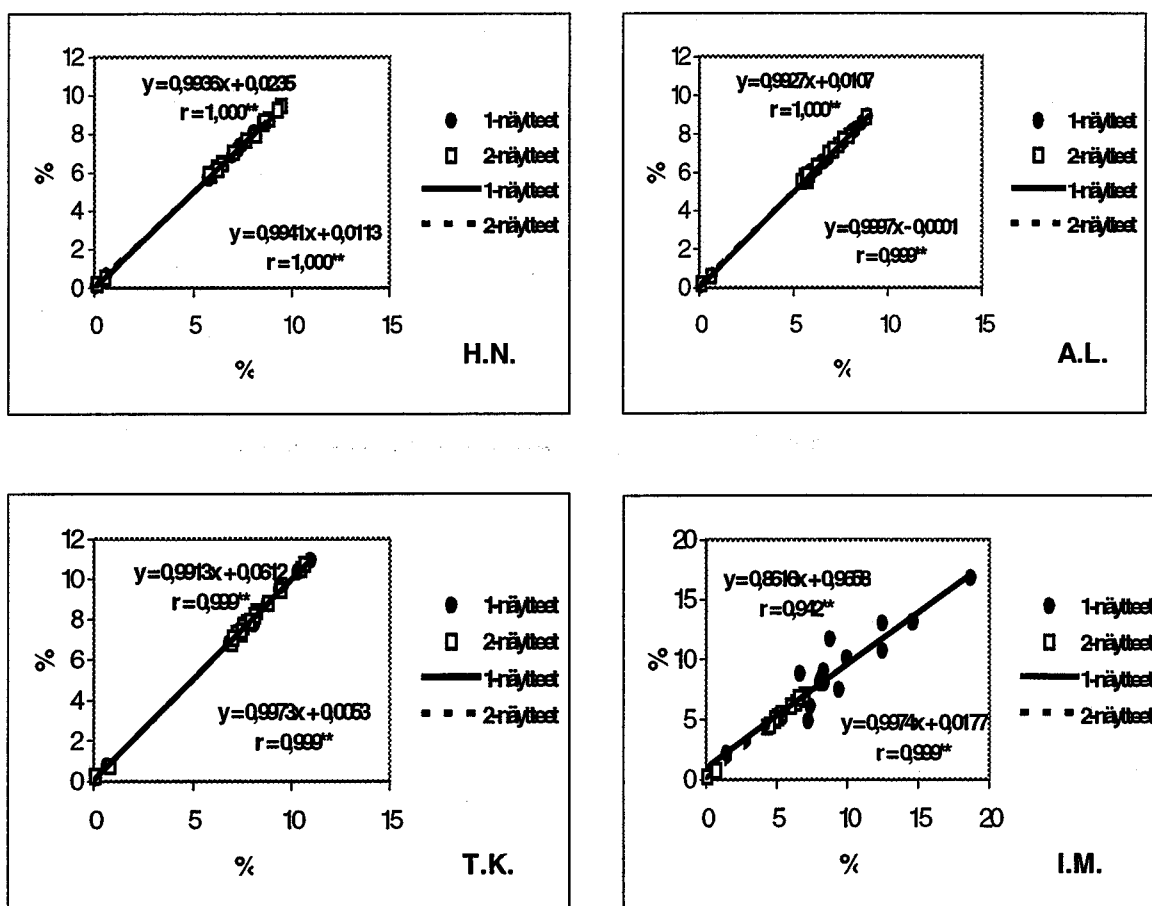 12
10
8
6
4
2
0
%
y=0,9936x+0,0235
r=1,000**
y=0,9941x+0,0113
r=1,000**
0 5 10 15
%
● 1-näytteet
□ 2-näytteet
1-näytteet
2-näytteet
H.N.
12
10
8
6
4
2
0
%
y=0,9927x+0,0107
r=1,000**
y=0,9997x-0,0001
r=0,999**
0 5 10 15
%
● 1-näytteet
□ 2-näytteet
1-näytteet
2-näytteet
A.L.
12
10
8
6
4
2
0
%
y=0,9913x+0,0612
r=0,999**
y=0,9973x+0,0053
r=0,999**
0 5 10 15
%
● 1-näytteet
□ 2-näytteet
1-näytteet
2-näytteet
T.K.
20
15
10
5
0
%
y=0,8616x+0,9658
r=0,942**
y=0,9974x+0,0177
r=0,999**
0 5 10 15 20
%
● 1-näytteet
□ 2-näytteet
1-näytteet
2-näytteet
I.M.